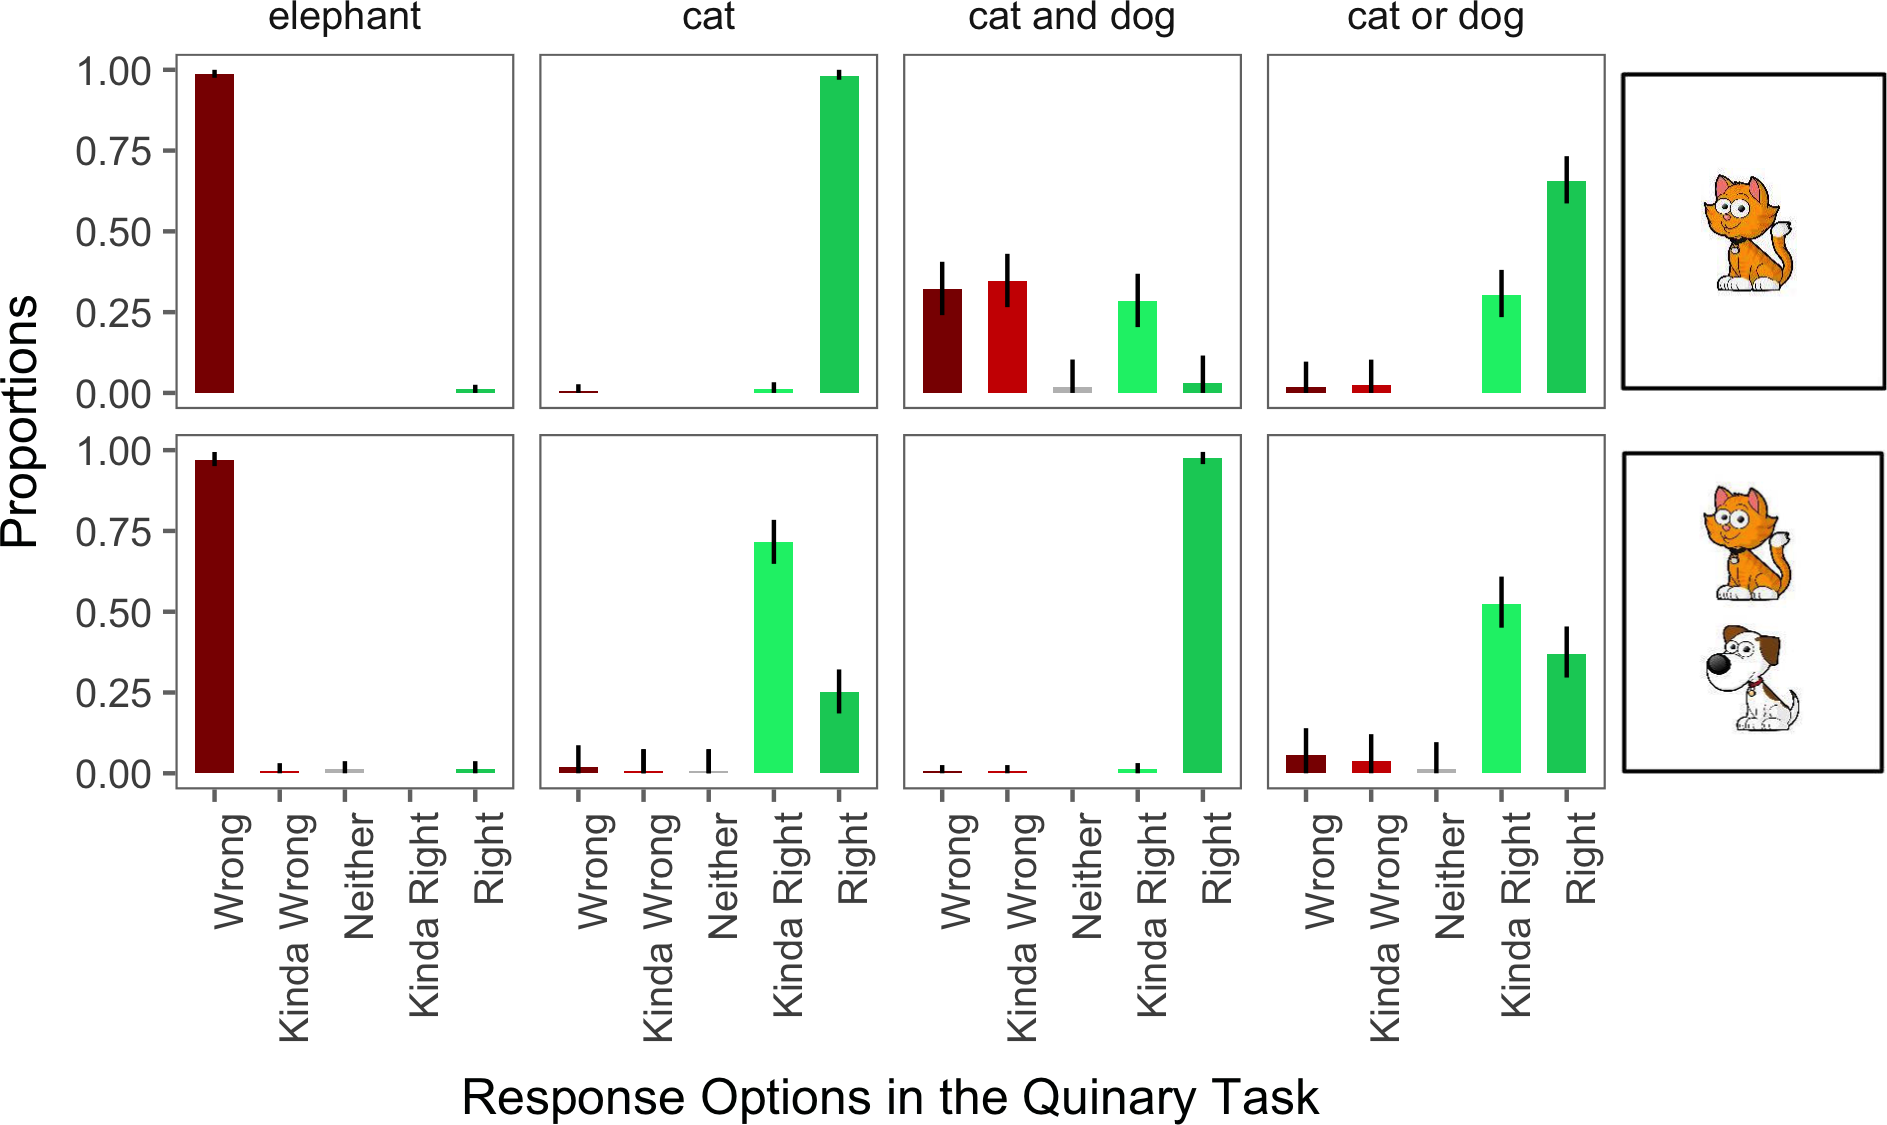 elephant cat cat and dog cat or dog
1.00
0.75
0.50
0.25
0.00
1.00
0.75
0.50
0.25
0.00
Proportions
Wrong Kinda Wrong Neither Kinda Right Right Wrong Kinda Wrong Neither Kinda Right Right Wrong Kinda Wrong Neither Kinda Right Right Wrong Kinda Wrong Neither Kinda Right Right
Response Options in the Quinary Task